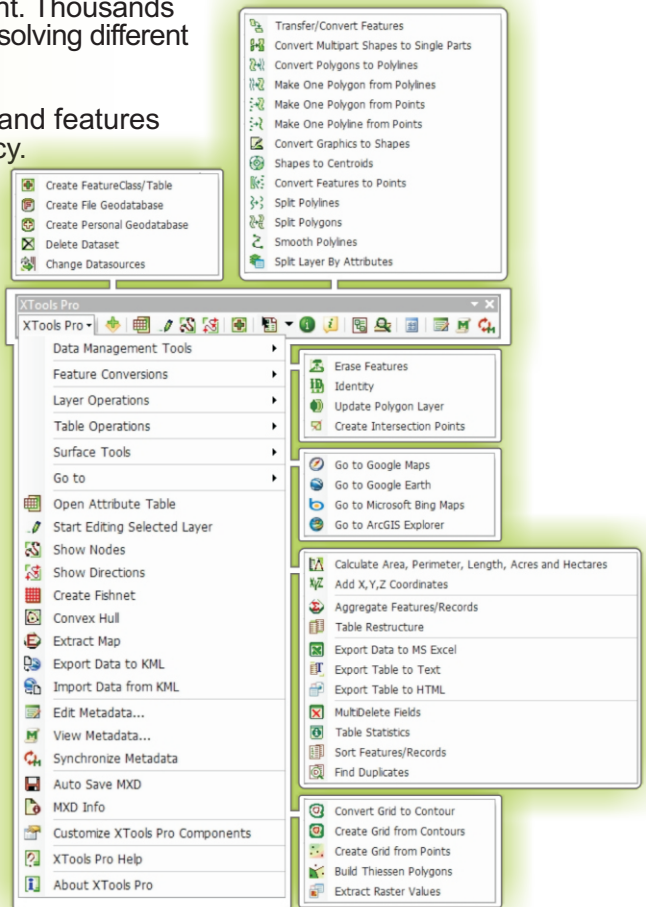 nt. Thousands
solving different
and features
cy.
Transfer/Convert Features
Convert Multipart Shapes to Single Parts
Convert Polygons to Polylines
Make One Polygon from Polylines
Make One Polygon from Points
Make One Polyline from Points
Convert Graphics to Shapes
Shapes to Centroids
Convert Features to Points
Split Polylines
Split Polygons
Smooth Polylines
Split Layer By Attributes
Create FeatureClass/Table
Create File Geodatabase
Create Personal Geodatabase
Delete Dataset
Change Datasources
XTools Pro
XTools Pro
Data Management Tools
Feature Conversions
Layer Operations
Table Operations
Surface Tools
Go to
Open Attribute Table
Start Editing Selected Layer
Show Nodes
Show Directions
Create Fishnet
Convex Hull
Extract Map
Export Data to KML
Import Data from KML
Edit Metadata...
View Metadata...
Synchronize Metadata
Auto Save MXD
MXD Info
Customize XTools Pro Components
XTools Pro Help
About XTools Pro
Erase Features
Identity
Update Polygon Layer
Create Intersection Points
Go to Google Maps
Go to Google Earth
Go to Microsoft Bing Maps
Go to ArcGIS Explorer
Calculate Area, Perimeter, Length, Acres and Hectares
Add X,Y,Z Coordinates
Aggregate Features/Records
Table Restructure
Export Data to MS Excel
Export Table to Text
Export Table to HTML
MultiDelete Fields
Table Statistics
Sort Features/Records
Find Duplicates
Convert Grid to Contour
Create Grid from Contours
Create Grid from Points
Build Thiessen Polygons
Extract Raster Values